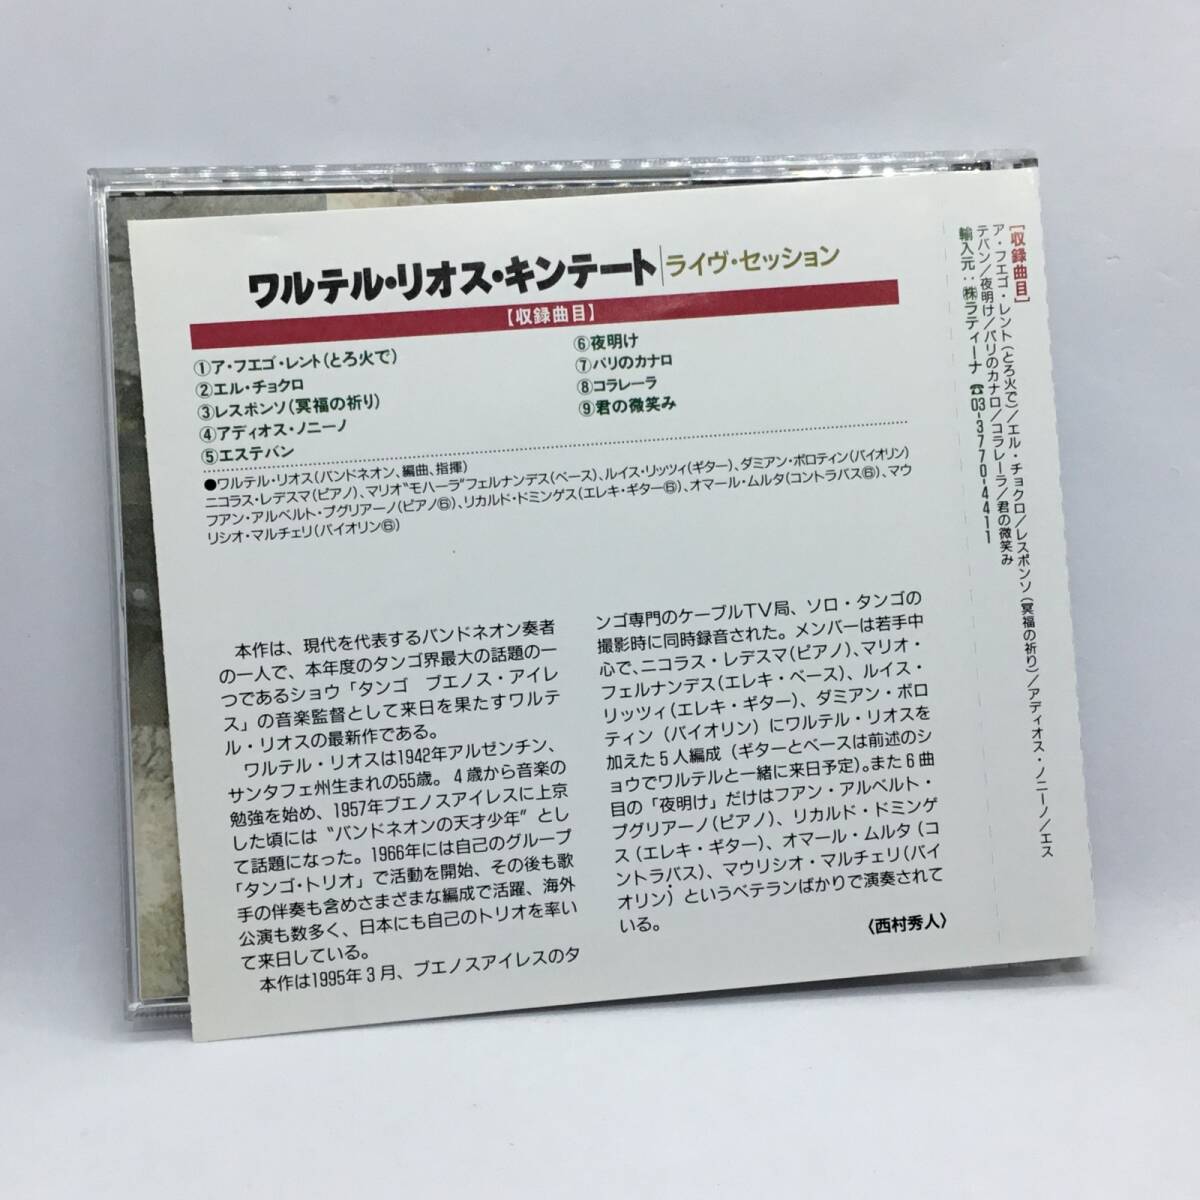 ワルテル・リオス・キンテート ライヴ・セッション
【収録曲目】
①ア・フエゴ・レント(とろ火で)
②エル・チョクロ
③レスポンソ(冥福の祈り)
④アディオス・ノニーノ
⑤エステバン
⑥夜明け
⑦パリのカナロ
⑧コラレーラ
⑨君の微笑み
●ワルテル・リオス(バンドネオン、編曲、指揮)
ニコラス・レデスマ(ピアノ)、マリオ"モハーラ"フェルナンデス(ベース)、ルイス・リッツィ(ギター)、ダミアン・ボロティン(バイオリン)
フアン・アルベルト・プグリアーノ(ピアノ⑥)、リカルド・ドミンゲス(エレキ・ギター⑥)、オマール・ムルタ(コントラバス⑥)、マウ
リシオ・マルチェリ(バイオリン⑥)
本作は、現代を代表するバンドネオン奏者
の一人で、本年度のタンゴ界最大の話題の一
つであるショウ「タンゴ ブエノス・アイレ
ス」の音楽監督として来日を果たすワルテ
ル・リオスの最新作である。
ワルテル・リオスは1942年アルゼンチン、
サンタフェ州生まれの55歳。4歳から音楽の
勉強を始め、1957年ブエノスアイレスに上京
した頃には"バンドネオンの天才少年"とし
て話題になった。1966年には自己のグループ
「タンゴ・トリオ」で活動を開始、その後も歌
手の伴奏も含めさまざまな編成で活躍、海外
公演も数多く、日本にも自己のトリオを率い
て来日している。
本作は1995年3月、ブエノスアイレスのタ
ンゴ専門のケーブルTV局、ソロ・タンゴの
撮影時に同時録音された。メンバーは若手中
心で、ニコラス・レデスマ(ピアノ)、マリオ・
フェルナンデス(エレキ・ベース)、ルイス・
リッツィ(エレキ・ギター)、ダミアン・ボロ
ティン(バイオリン)にワルテル・リオスを
加えた5人編成(ギターとベースは前述のシ
ョウでワルテルと一緒に来日予定)。また6曲
目の「夜明け」だけはフアン・アルベルト・
プグリアーノ(ピアノ)、リカルド・ドミンゲ
ス(エレキ・ギター)、オマール・ムルタ(コ
ントラバス)、マウリシオ・マルチェリ(バイ
オリン)というベテランばかりで演奏されて
いる。
〈西村秀人〉
【収録曲目】
ア・フエゴ・レント(とろ火で)/エル・チョクロ/レスポンソ(冥福の祈り)/アディオス・ノニーノ/エス
テバン/夜明け/パリのカナロ/コラレーラ/君の微笑み
輸入元:㈱ラティーナ ☎03-3770-4411